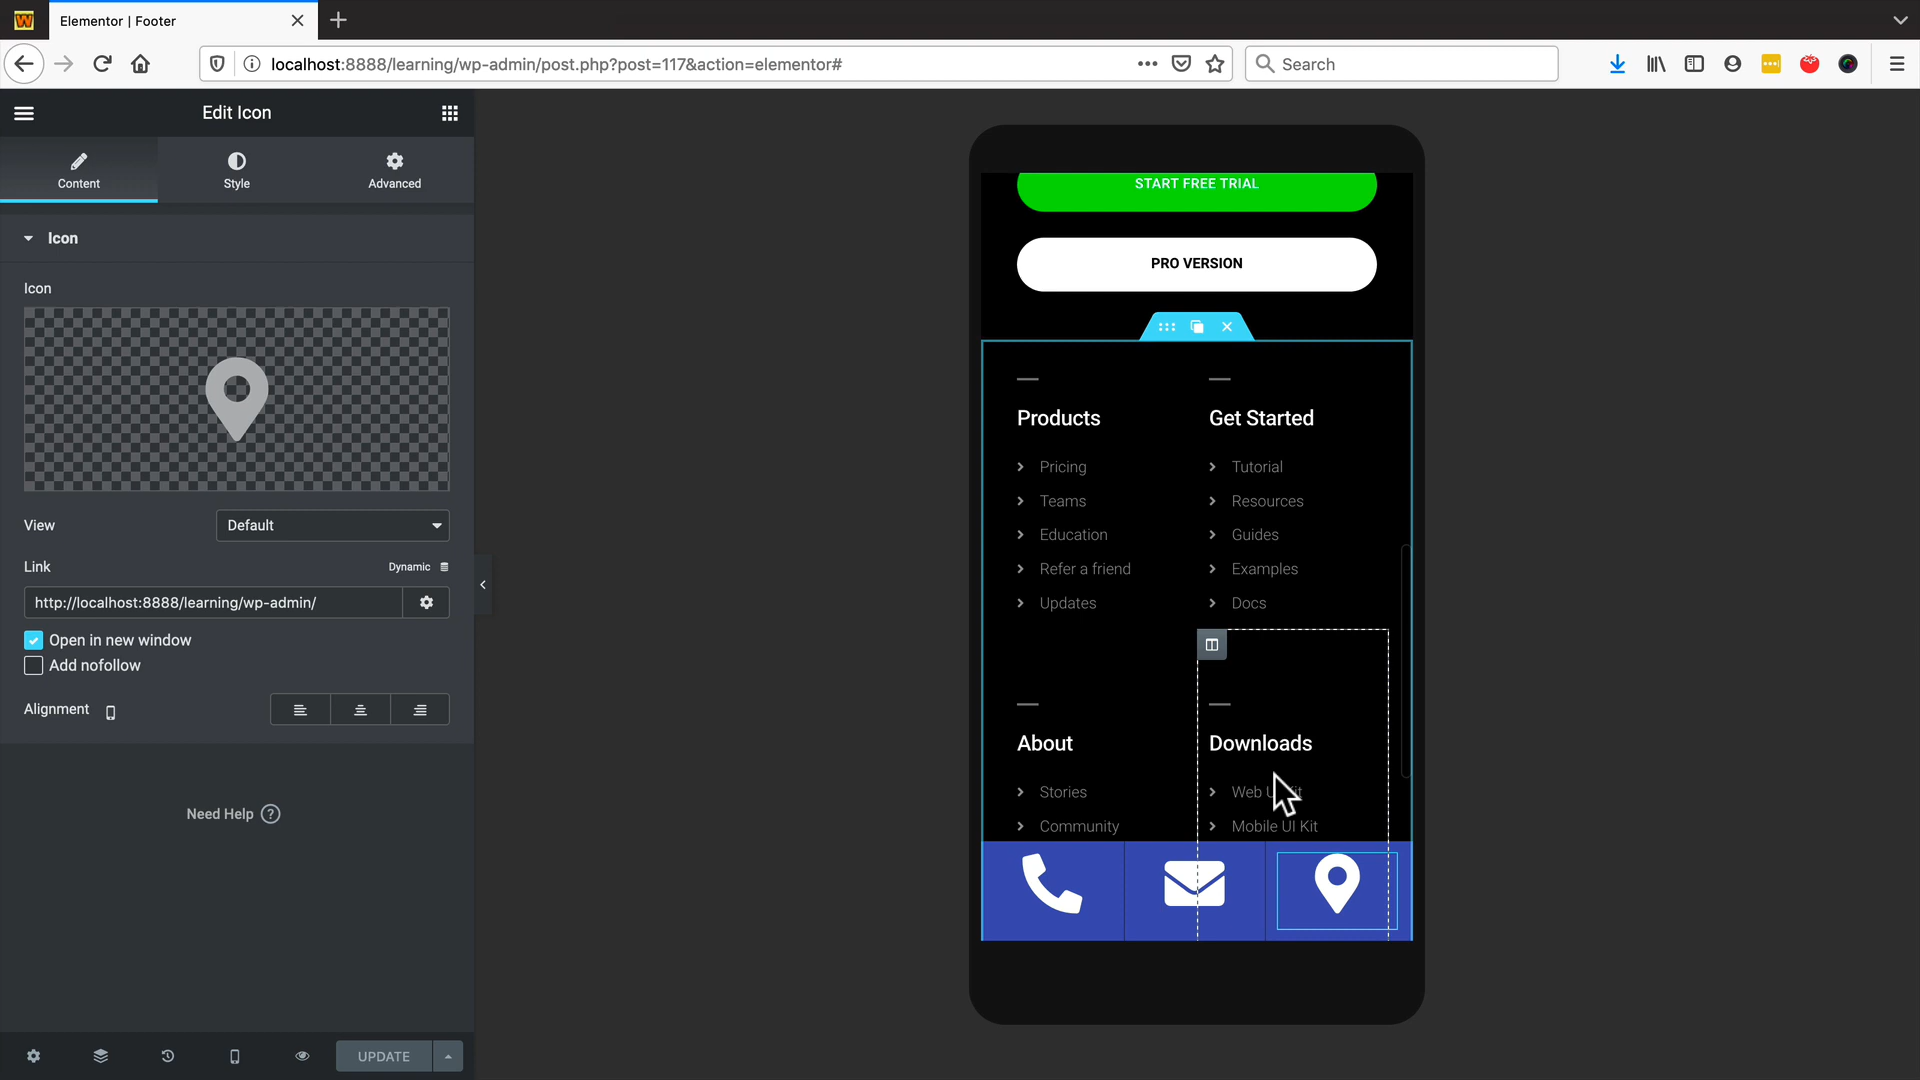 Elementor | Footer
localhost:8888/learning/wp-admin/post.php?post=117&action=elementor#
Search
Edit Icon
Content
Style
Advanced
Icon
Icon
View
Default
Link
Dynamic
http://localhost:8888/learning/wp-admin/
Open in new window
Add nofollow
Alignment
Need Help
UPDATE
START FREE TRIAL
PRO VERSION
Products
Pricing
Teams
Education
Refer a friend
Updates
Get Started
Tutorial
Resources
Guides
Examples
Docs
About
Stories
Community
Downloads
Web
Mobile UI Kit